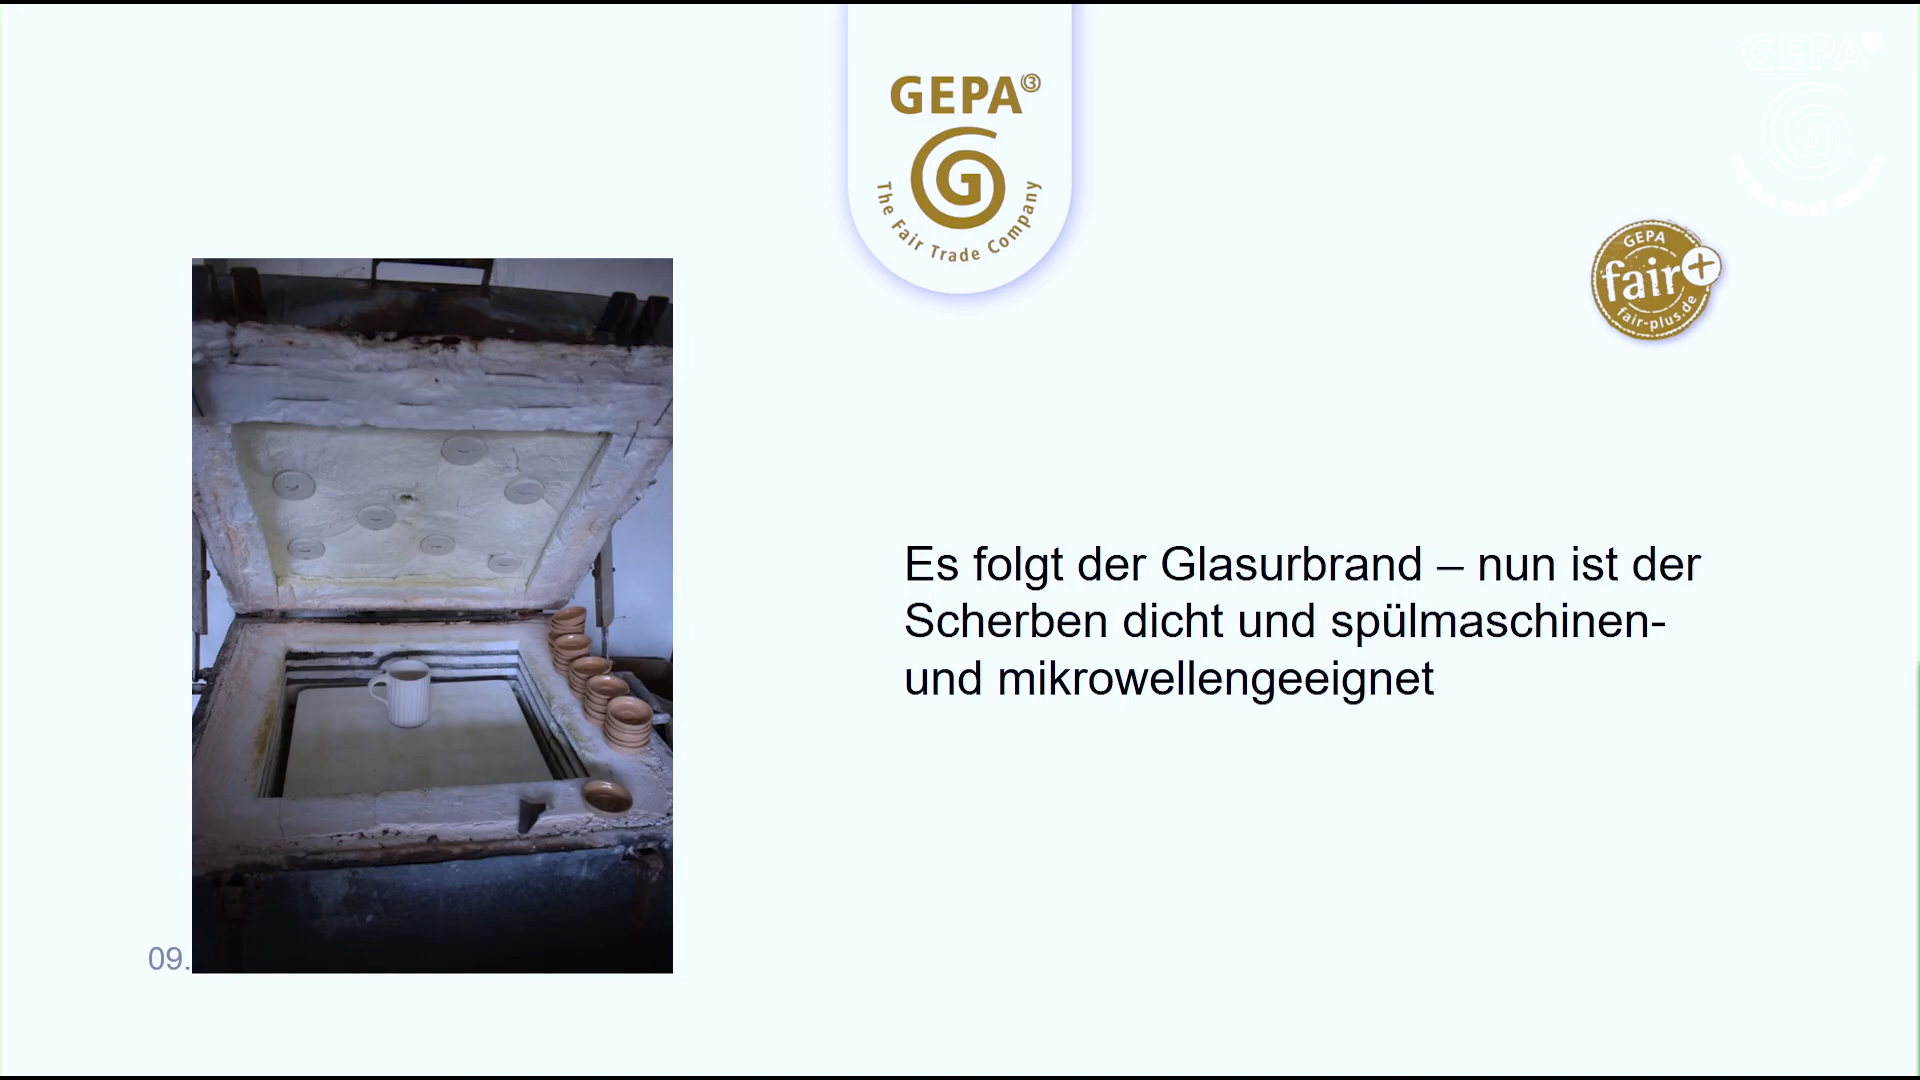 GEPA③
G
The Fair Trade Company
GEPA
GEPA
fair+
fair-plus.de
Es folgt der Glasurbrand – nun ist der
Scherben dicht und spülmaschinen-
und mikrowellengeeignet
09.